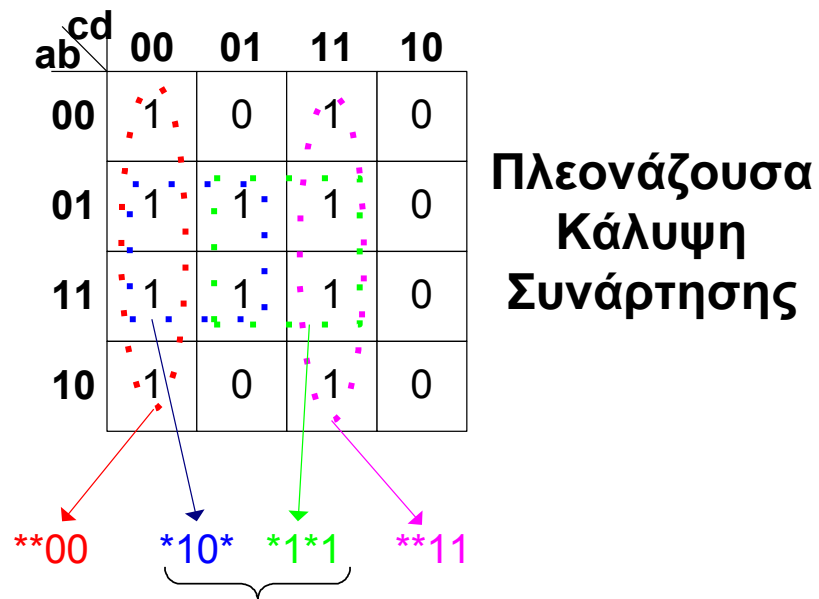 cd
ab 00 01 11 10
00 1 0 1 0
01 1 1 1 0
11 1 1 1 0
10 1 0 1 0
Πλεονάζουσα
Κάλυψη
Συνάρτησης
**00 *10* *1*1 **11